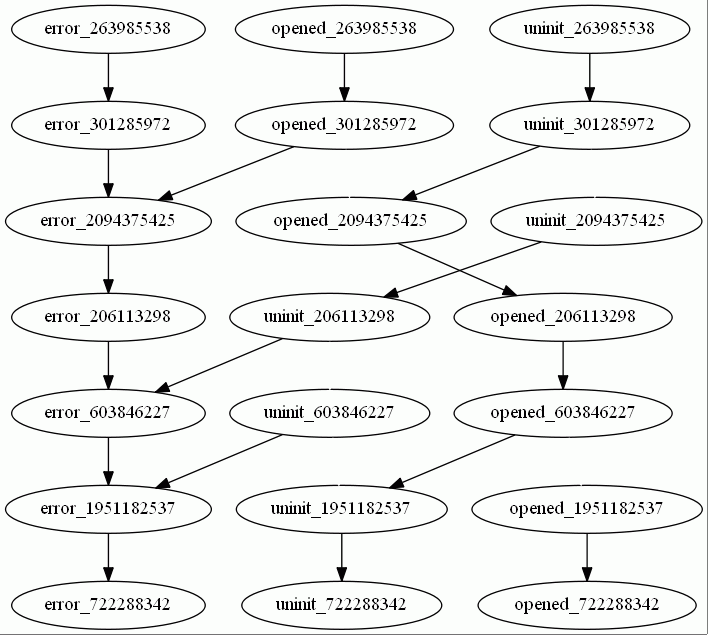 error_263985538 opened_263985538 uninit_263985538
error_301285972 opened_301285972 uninit_301285972
error_2094375425 opened_2094375425 uninit_2094375425
error_206113298 uninit_206113298 opened_206113298
error_603846227 uninit_603846227 opened_603846227
error_1951182537 uninit_1951182537 opened_1951182537
error_722288342 uninit_722288342 opened_722288342